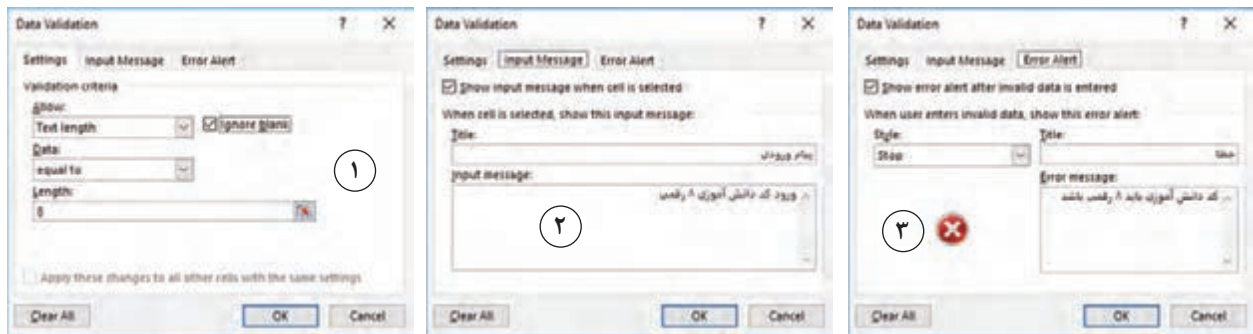 Data Validation ? ×
Settings Input Message Error Alert
Validation criteria
Allow:
Text length Ignore blank
Data:
equal to
Length:
8
۱
Apply these changes to all other cells with the same settings
Clear All OK Cancel
Data Validation ? ×
Settings Input Message Error Alert
Show input message when cell is selected
When cell is selected, show this input message:
Title:
پیام ورودی
Input message:
ورود کد دانش آموزی ۸ رقمی
۲
Clear All OK Cancel
Data Validation ? ×
Settings Input Message Error Alert
Show error alert after invalid data is entered
When user enters invalid data, show this error alert:
Style: Title:
Stop خطا
Error message:
کد دانش آموزی باید ۸ رقمی باشد
۳
Clear All OK Cancel